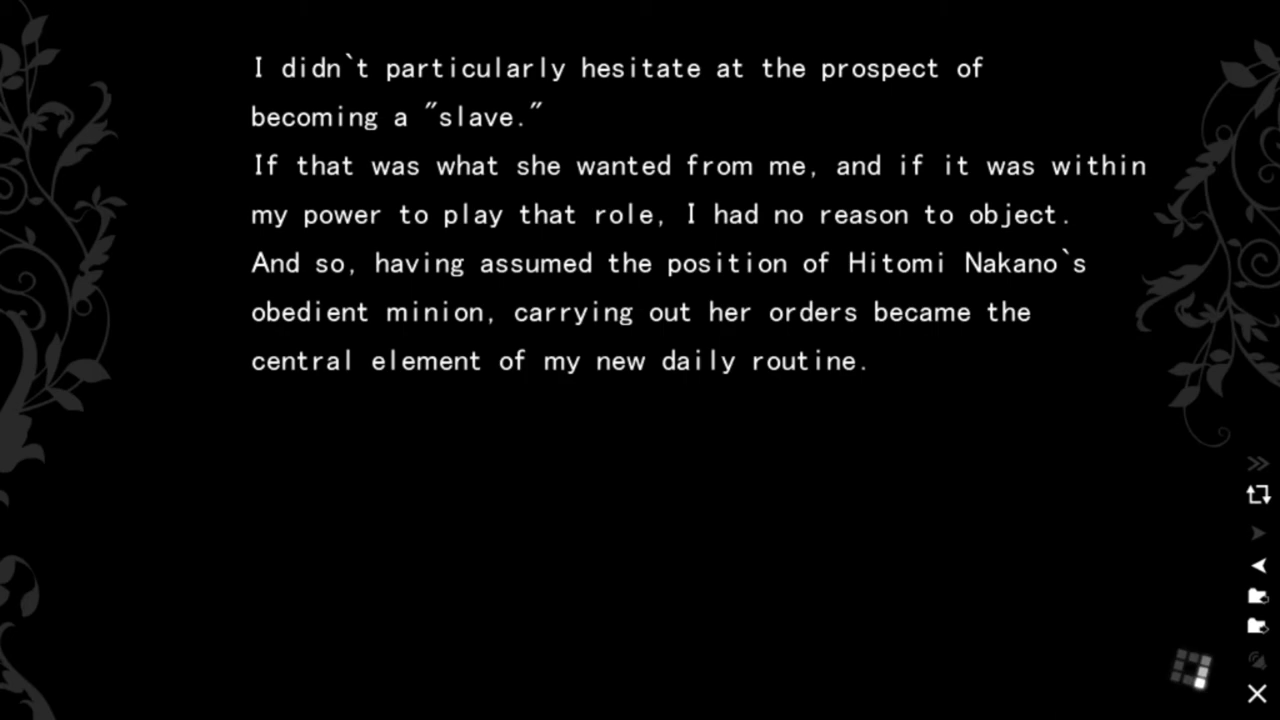 I didn`t particularly hesitate at the prospect of
becoming a "slave."
If that was what she wanted from me, and if it was within
my power to play that role, I had no reason to object.
And so, having assumed the position of Hitomi Nakano`s
obedient minion, carrying out her orders became the
central element of my new daily routine.